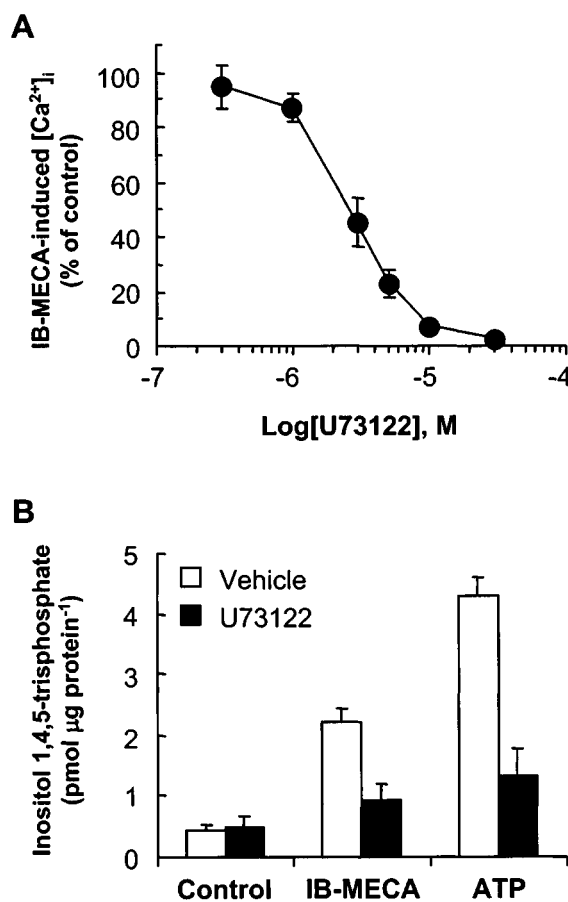 A
IB-MECA-induced [Ca²⁺]ᵢ
(% of control)
100
80
60
40
20
0
-7
-6
-5
-4
Log[U73122], M
B
Inositol 1,4,5-trisphosphate
(pmol µg protein⁻¹)
5
4
3
2
1
0
Vehicle
U73122
Control
IB-MECA
ATP